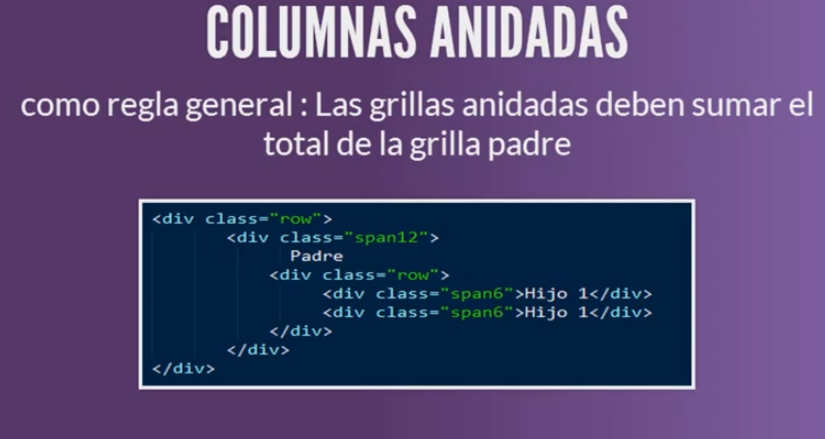 COLUMNAS ANIDADAS
como regla general : Las grillas anidadas deben sumar el
total de la grilla padre
<div class="row">
<div class="span12">
Padre
<div class="row">
<div class="span6">Hijo 1</div>
<div class="span6">Hijo 1</div>
</div>
</div>
</div>